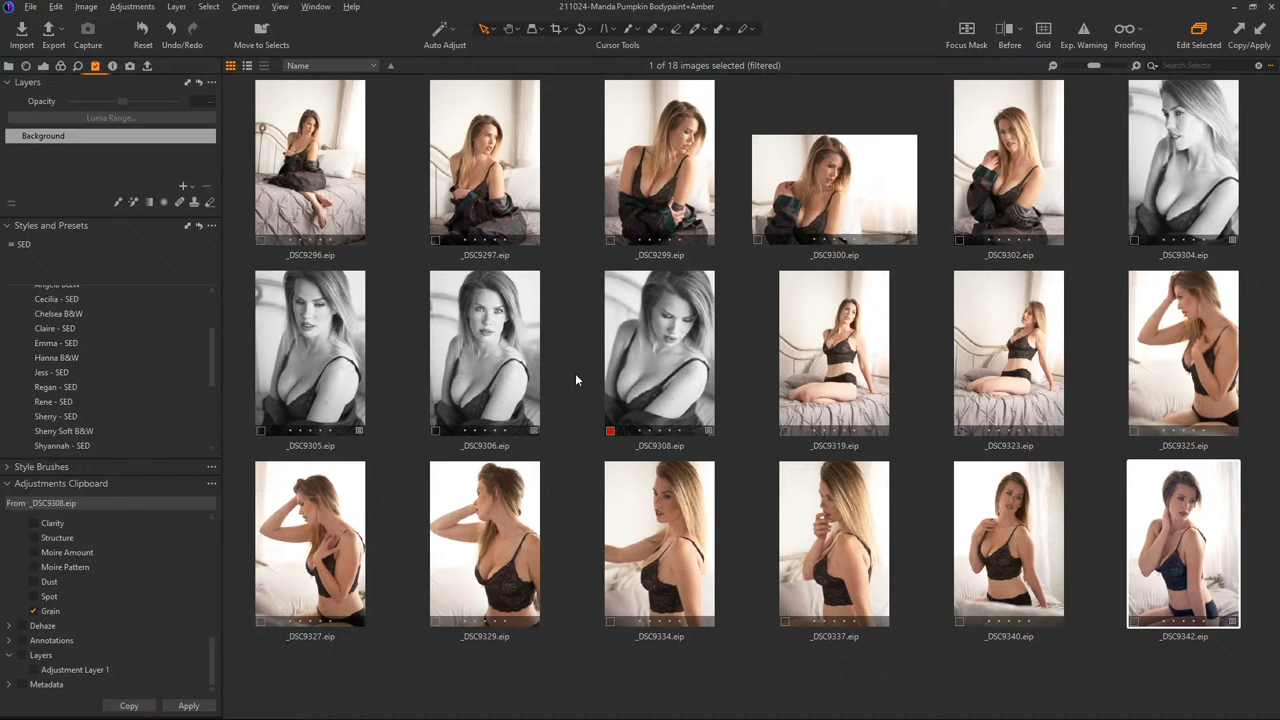 File Edit Image Adjustments Layer Select Camera View Window Help
211024-Manda Pumpkin Bodypaint+Amber
Import Export Capture Reset Undo/Redo Move to Selects Auto Adjust Cursor Tools Focus Mask Before Grid Exp. Warning Proofing Edit Selected Copy/Apply
Name
1 of 18 images selected (filtered)
Search Selects
Layers
Opacity
Luma Range...
Background
Styles and Presets
SED
Angela B&W
Cecilia - SED
Chelsea B&W
Claire - SED
Emma - SED
Hanna B&W
Jess - SED
Regan - SED
Rene - SED
Sherry - SED
Sherry Soft B&W
Shyannah - SED
Style Brushes
Adjustments Clipboard
From _DSC9308.eip
Clarity
Structure
Moire Amount
Moire Pattern
Dust
Spot
Grain
Dehaze
Annotations
Layers
Adjustment Layer 1
Metadata
Copy Apply
_DSC9296.eip _DSC9297.eip _DSC9299.eip _DSC9300.eip _DSC9302.eip _DSC9304.eip
_DSC9305.eip _DSC9306.eip _DSC9308.eip _DSC9319.eip _DSC9323.eip _DSC9325.eip
_DSC9327.eip _DSC9329.eip _DSC9334.eip _DSC9337.eip _DSC9340.eip _DSC9342.eip